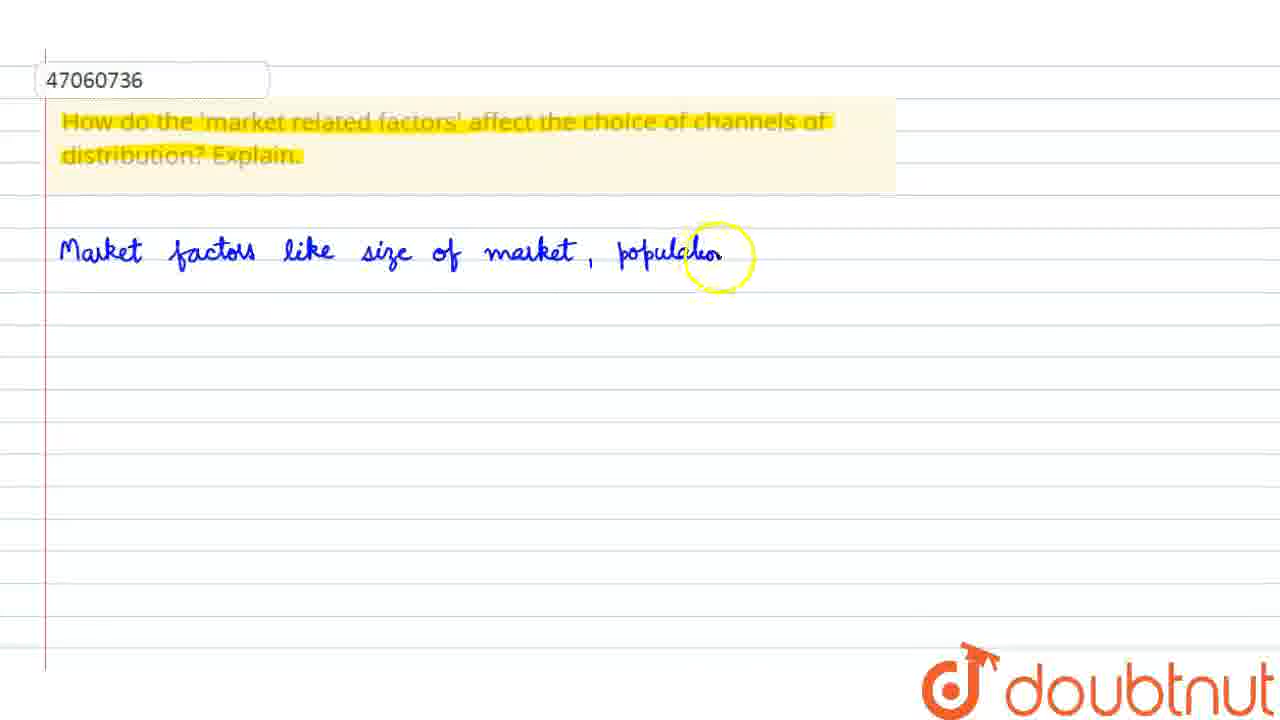 47060736
How do the 'market related factors' affect the choice of channels of
distribution? Explain.
Market factors like size of market, population
doubtnut